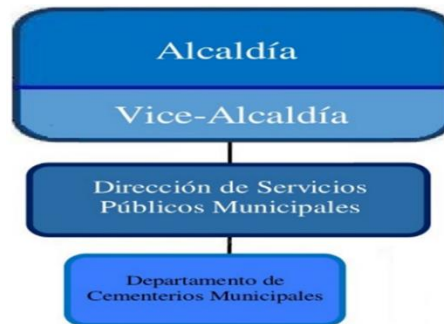 Alcaldía
Vice-Alcaldía
Dirección de Servicios
Públicos Municipales
Departamento de
Cementerios Municipales